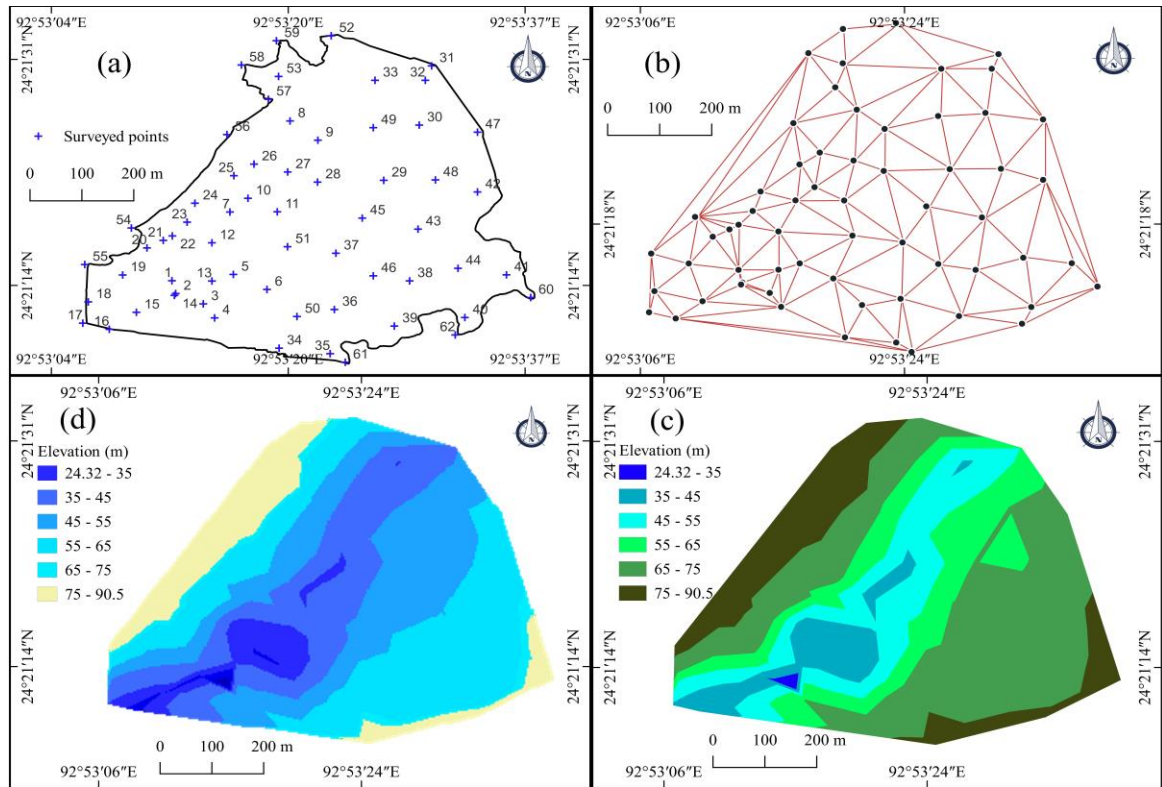 92°53′04″E 92°53′20″E 92°53′37″E
24°21′31″N
24°21′14″N
(a)
N
Surveyed points
0 100 200 m
59 52
58 53 31
33 32
57
8 49 30 47
36 9
26 27
25 28 29 48
24 10 42
23 7 11 45
54 43
21 22 12 51
20 37
55 44
19 1 13 5 46 38 41
2 6 60
18 15 14 3
4 50 36
17 16 39 40
62
34 35 61
92°53′04″E 92°53′20″E 92°53′37″E
92°53′06″E 92°53′24″E
(b)
N
0 100 200 m
24°21′18″N
24°21′18″N
92°53′06″E 92°53′24″E
92°53′06″E 92°53′24″E
(d)
N
Elevation (m)
24.32 - 35
35 - 45
45 - 55
55 - 65
65 - 75
75 - 90.5
24°21′31″N
24°21′14″N
0 100 200 m
92°53′06″E 92°53′24″E
92°53′06″E 92°53′24″E
(c)
N
Elevation (m)
24.32 - 35
35 - 45
45 - 55
55 - 65
65 - 75
75 - 90.5
24°21′31″N
24°21′14″N
24°21′31″N
24°21′14″N
0 100 200 m
92°53′06″E 92°53′24″E